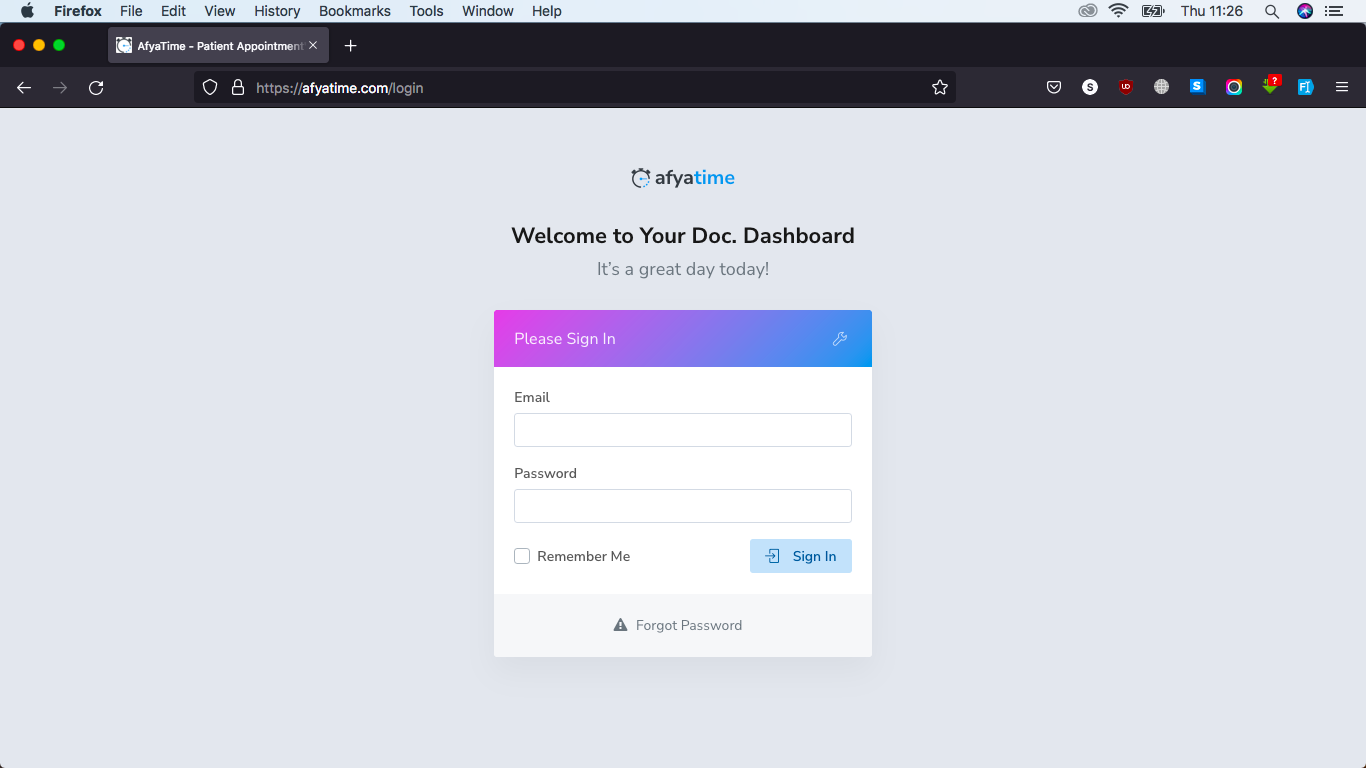 Firefox File Edit View History Bookmarks Tools Window Help Thu 11:26
AfyaTime - Patient Appointment
https://afyatime.com/login
afyatime
Welcome to Your Doc. Dashboard
It's a great day today!
Please Sign In
Email
Password
Remember Me Sign In
Forgot Password